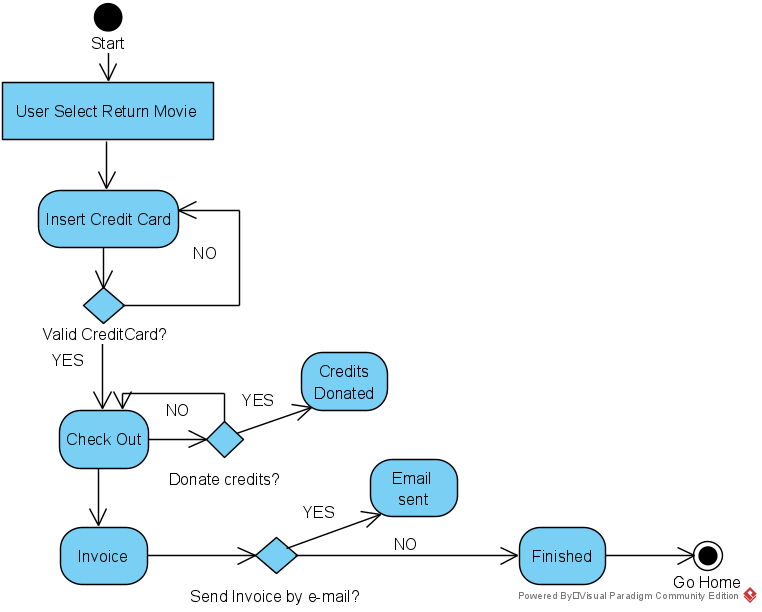 Start
User Select Return Movie
Insert Credit Card
NO
Valid CreditCard?
YES
Credits
Donated
YES
NO
Check Out
Donate credits?
Email
sent
YES
NO
Invoice
Finished
Go Home
Send Invoice by e-mail?
Powered By□Visual Paradigm Community Edition